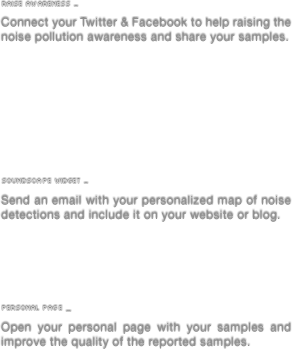 RAISE AWARENESS _
Connect your Twitter & Facebook to help raising the
noise pollution awareness and share your samples.
SOUNDSCAPE WIDGET _
Send an email with your personalized map of noise
detections and include it on your website or blog.
PERSONAL PAGE _
Open your personal page with your samples and
improve the quality of the reported samples.